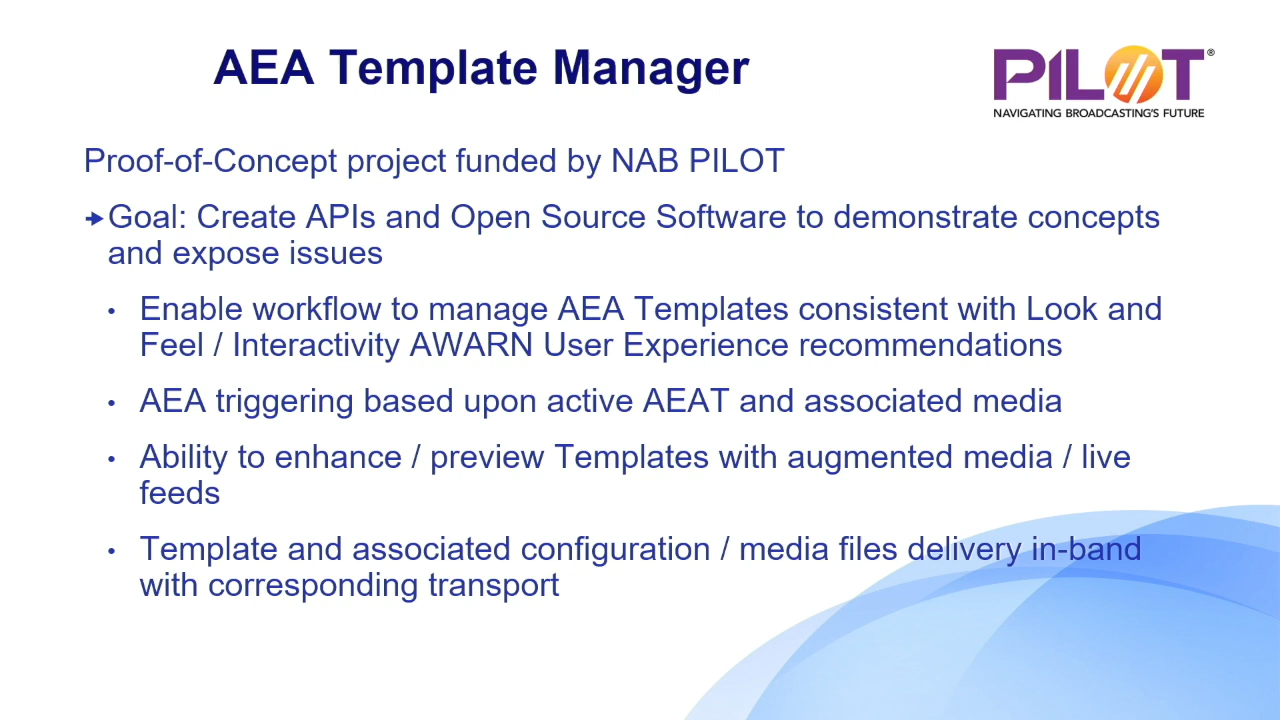 AEA Template Manager
PILOT®
NAVIGATING BROADCASTING'S FUTURE
Proof-of-Concept project funded by NAB PILOT
Goal: Create APIs and Open Source Software to demonstrate concepts
and expose issues
• Enable workflow to manage AEA Templates consistent with Look and
Feel / Interactivity AWARN User Experience recommendations
• AEA triggering based upon active AEAT and associated media
• Ability to enhance / preview Templates with augmented media / live
feeds
• Template and associated configuration / media files delivery in-band
with corresponding transport